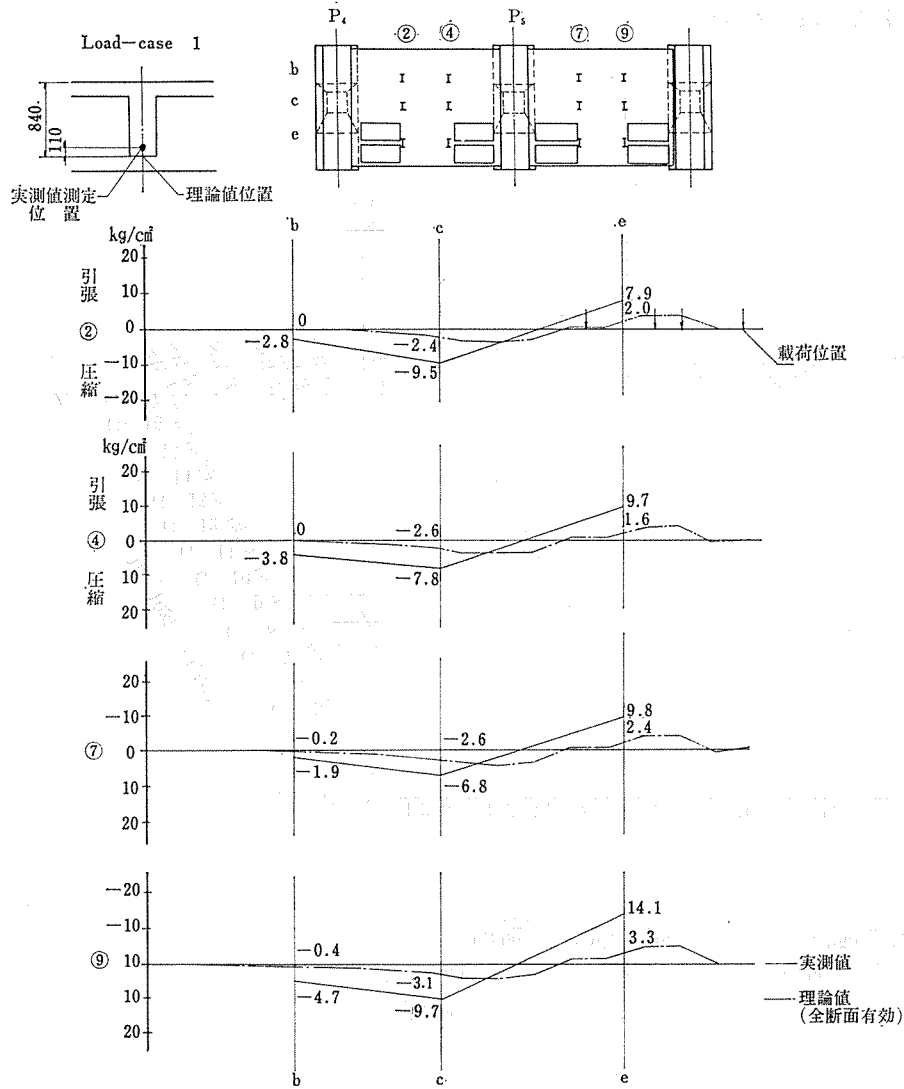 Load—case 1
840.
110
実測値測定
位 置
理論値位置
P₄
②
④
P₅
⑦
⑨
b
c
e
b
c
.e
kg/cm²
20
引張
10
②
0
圧縮
−10
−20
0
−2.8
−2.4
−9.5
7.9
2.0
載荷位置
kg/cm²
20
引張
10
④
0
圧縮
10
20
0
−3.8
−2.6
−7.8
9.7
1.6
20
−10
⑦
0
10
20
−0.2
−1.9
−2.6
−6.8
9.8
2.4
−20
−10
⑨
10
10
20
−0.4
−4.7
−3.1
−9.7
14.1
3.3
実測値
理論値
(全断面有効)
b
c
e